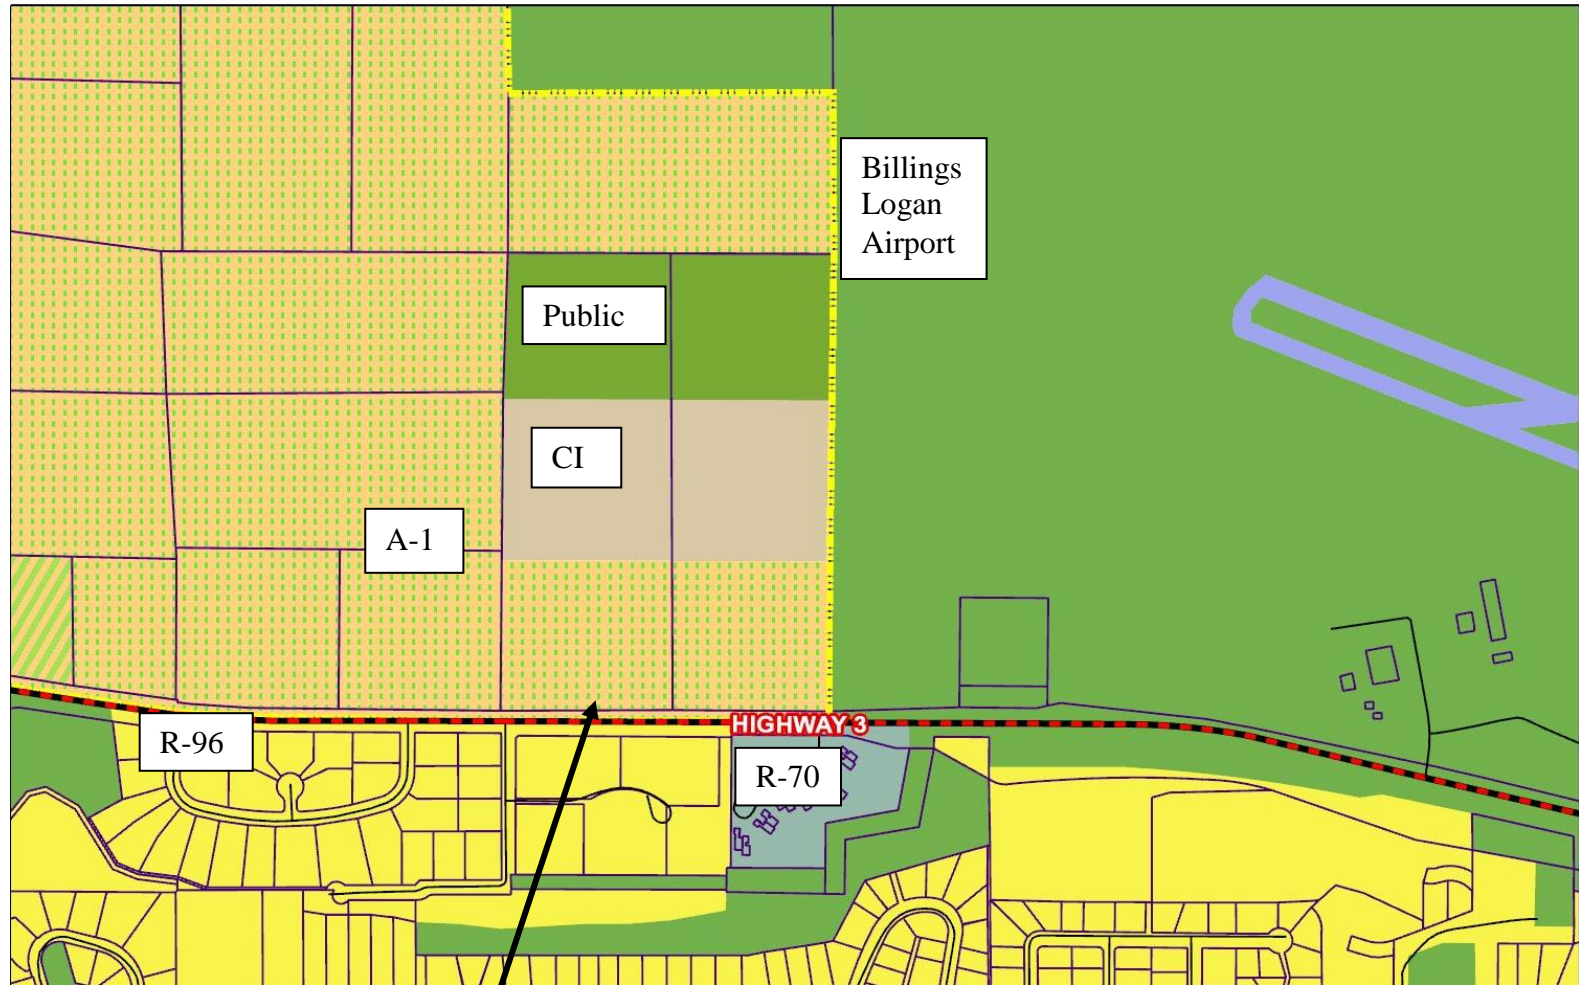 Billings
Logan
Airport
Public
CI
A-1
HIGHWAY 3
R-96
R-70